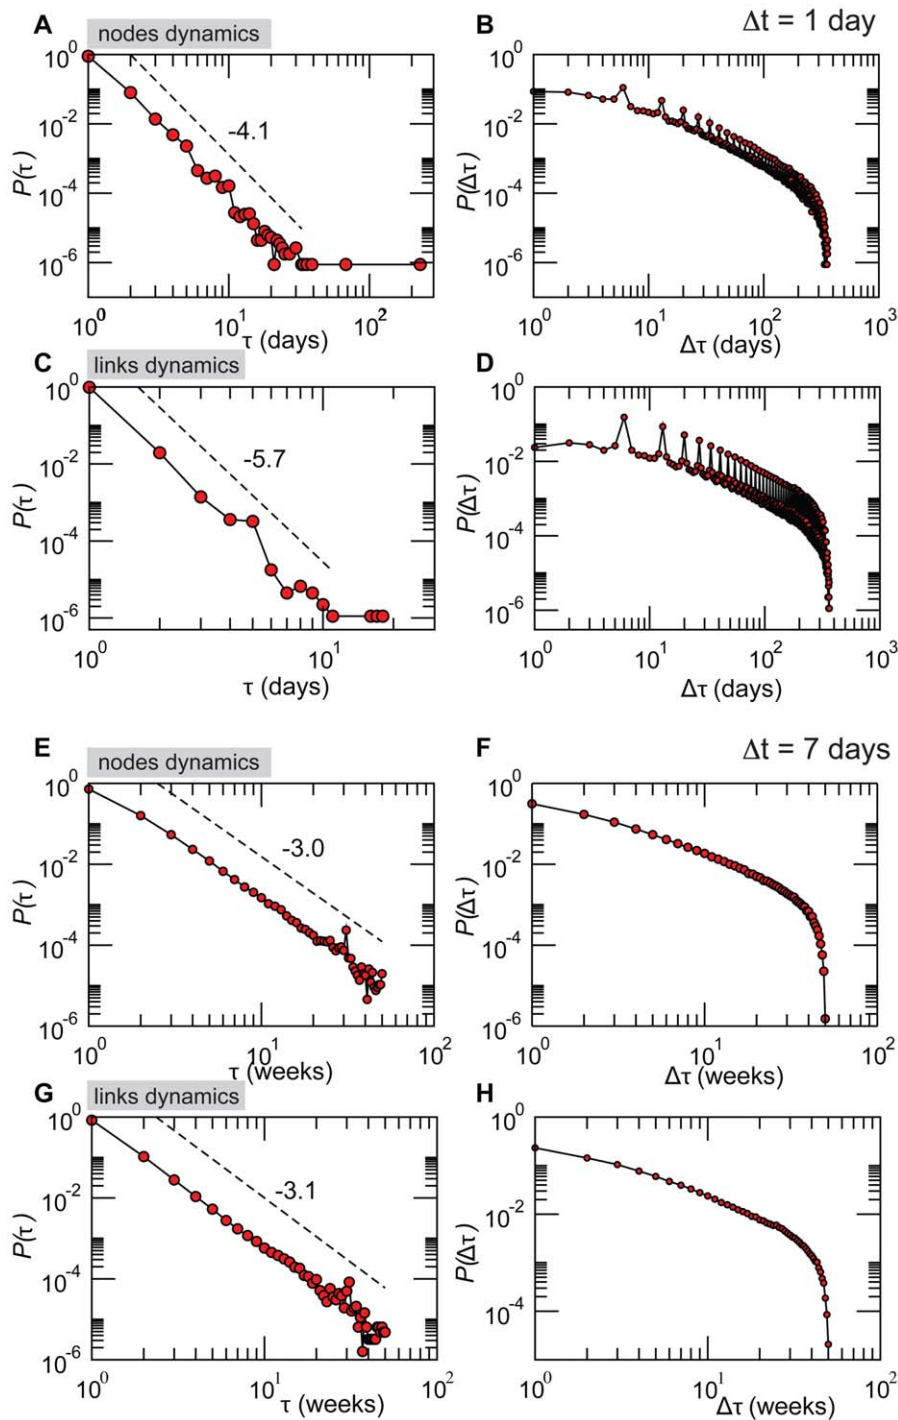 A nodes dynamics
B Δt = 1 day
10^0
10^-2
10^-4
10^-6
P(τ)
-4.1
10^0 10^1 10^2
τ (days)
10^0
10^-2
10^-4
10^-6
P(Δτ)
10^0 10^1 10^2 10^3
Δτ (days)
C links dynamics
D
10^0
10^-2
10^-4
10^-6
P(τ)
-5.7
10^0 10^1
τ (days)
10^0
10^-2
10^-4
10^-6
P(Δτ)
10^0 10^1 10^2 10^3
Δτ (days)
E nodes dynamics
F Δt = 7 days
10^0
10^-2
10^-4
10^-6
P(τ)
-3.0
10^0 10^1 10^2
τ (weeks)
10^0
10^-2
10^-4
10^-6
P(Δτ)
10^0 10^1 10^2
Δτ (weeks)
G links dynamics
H
10^0
10^-2
10^-4
10^-6
P(τ)
-3.1
10^0 10^1 10^2
τ (weeks)
10^0
10^-2
10^-4
P(Δτ)
10^0 10^1 10^2
Δτ (weeks)